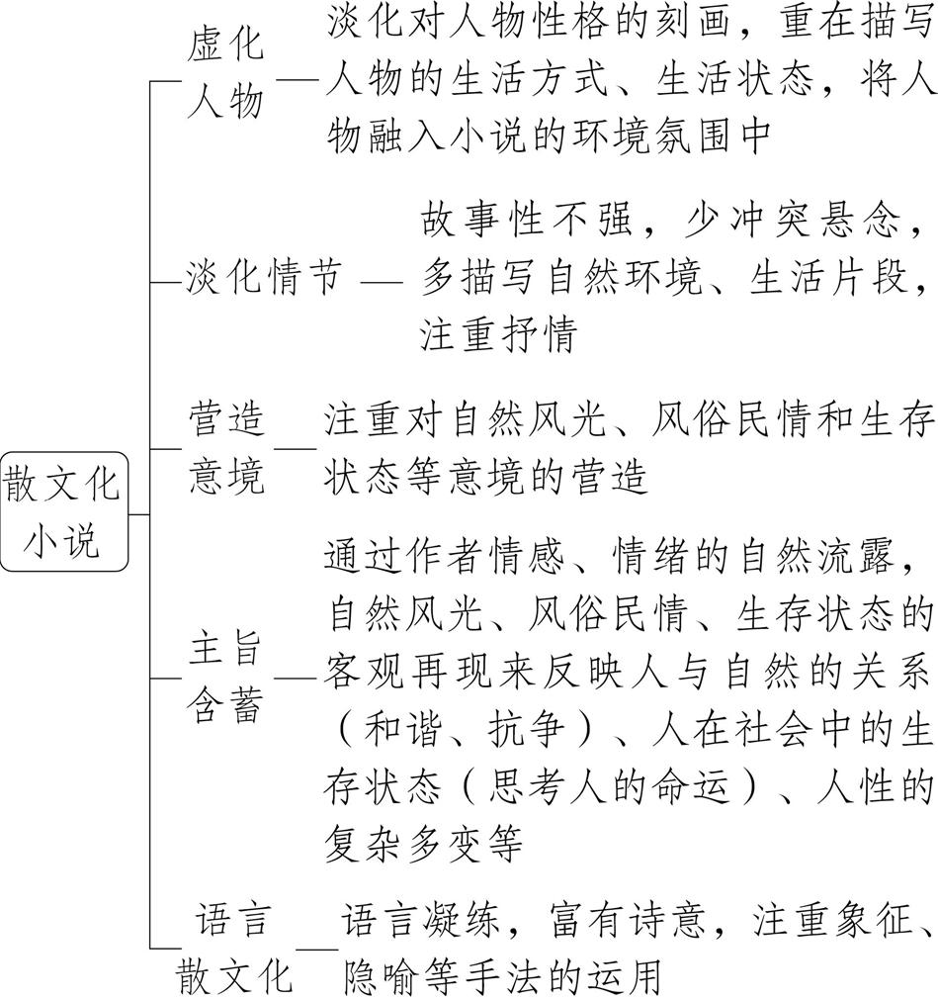 散文化
小说
虚化
人物
淡化对人物性格的刻画，重在描写
人物的生活方式、生活状态，将人
物融入小说的环境氛围中
淡化情节
故事性不强，少冲突悬念，
多描写自然环境、生活片段，
注重抒情
营造
意境
注重对自然风光、风俗民情和生存
状态等意境的营造
主旨
含蓄
通过作者情感、情绪的自然流露，
自然风光、风俗民情、生存状态的
客观再现来反映人与自然的关系
（和谐、抗争）、人在社会中的生
存状态（思考人的命运）、人性的
复杂多变等
语言
散文化
语言凝练，富有诗意，注重象征、
隐喻等手法的运用